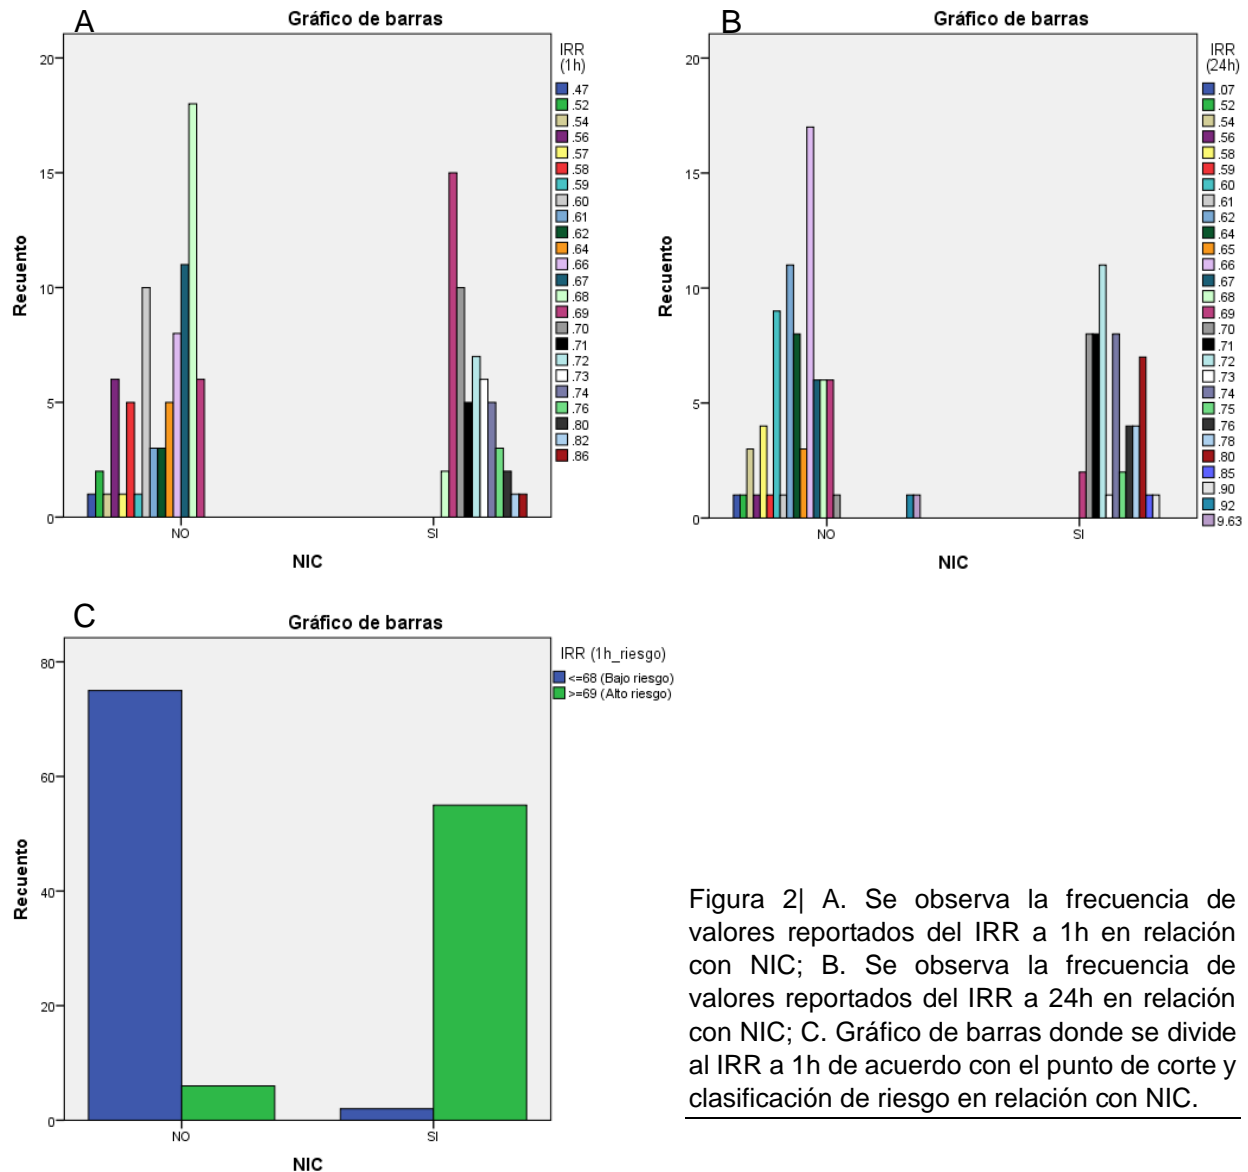 A
Gráfico de barras
IRR
(1h)
.47
.52
.54
.56
.57
.58
.59
.60
.61
.62
.64
.66
.67
.68
.69
.70
.71
.72
.73
.74
.76
.80
.82
.86
20
15
10
5
0
Recuento
NO
SI
NIC
B
Gráfico de barras
IRR
(24h)
.07
.52
.54
.56
.58
.59
.60
.61
.62
.64
.65
.66
.67
.68
.69
.70
.71
.72
.73
.74
.75
.76
.78
.80
.85
.90
.92
9.63
20
15
10
5
0
Recuento
NO
SI
NIC
C
Gráfico de barras
IRR (1h_riesgo)
<=68 (Bajo riesgo)
>=69 (Alto riesgo)
80
60
40
20
0
Recuento
NO
SI
NIC
Figura 2| A. Se observa la frecuencia de
valores reportados del IRR a 1h en relación
con NIC; B. Se observa la frecuencia de
valores reportados del IRR a 24h en relación
con NIC; C. Gráfico de barras donde se divide
al IRR a 1h de acuerdo con el punto de corte y
clasificación de riesgo en relación con NIC.